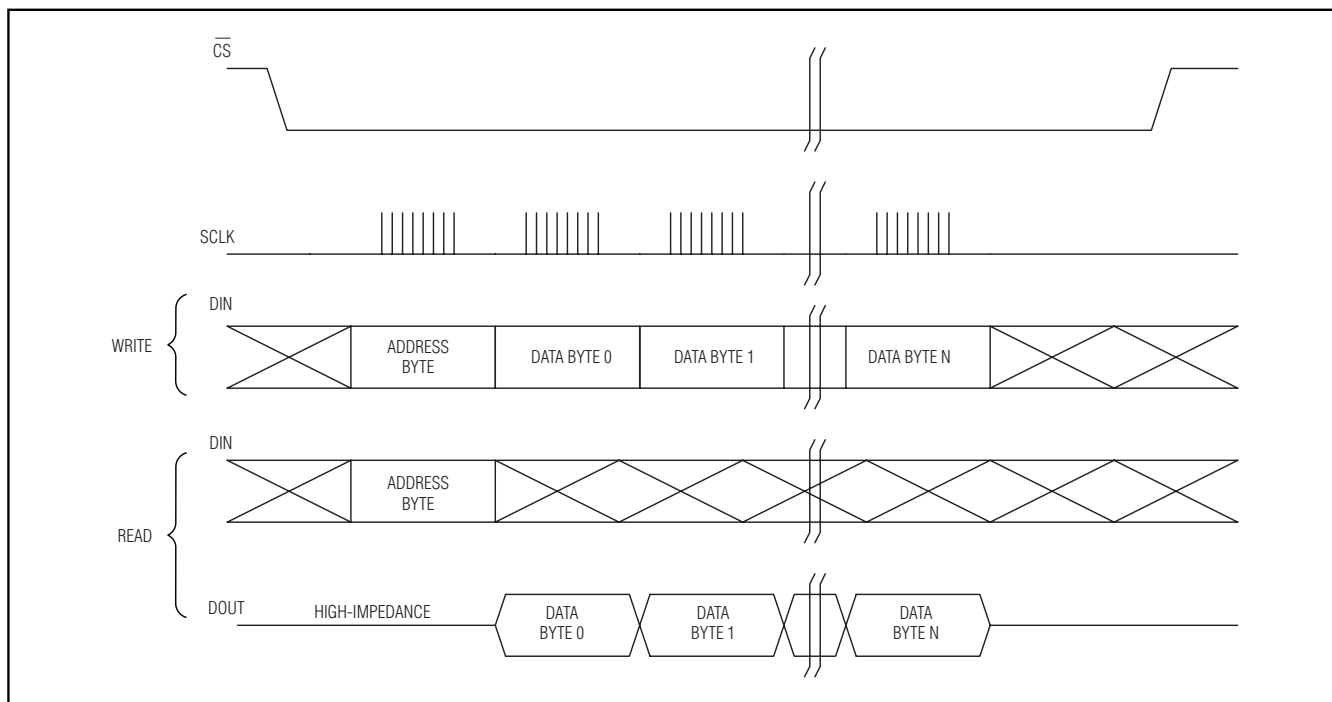 C̅S̅
SCLK
WRITE
DIN
ADDRESS
BYTE
DATA BYTE 0
DATA BYTE 1
DATA BYTE N
READ
DIN
ADDRESS
BYTE
DOUT
HIGH-IMPEDANCE
DATA
BYTE 0
DATA
BYTE 1
DATA
BYTE N